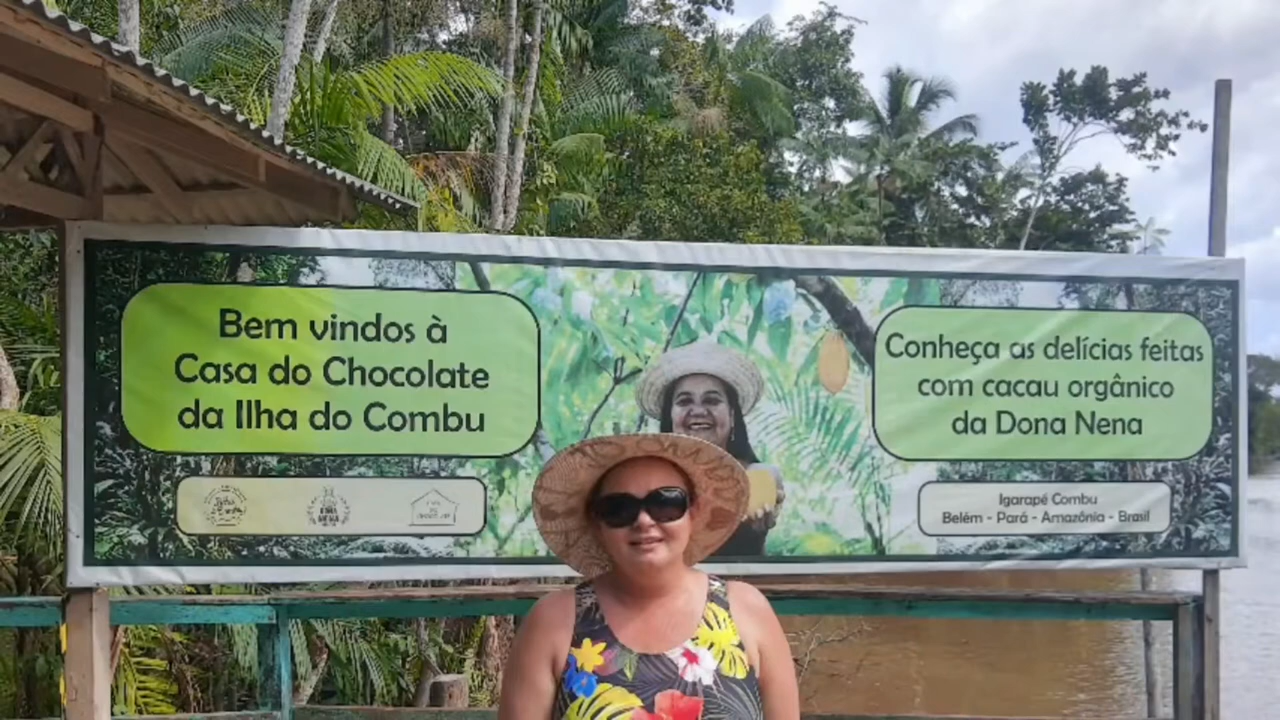 Bem vindos à
Casa do Chocolate
da Ilha do Combu
Conheça as delícias feitas
com cacau orgânico
da Dona Nena
Igarapé Combu
Belém - Pará - Amazônia - Brasil